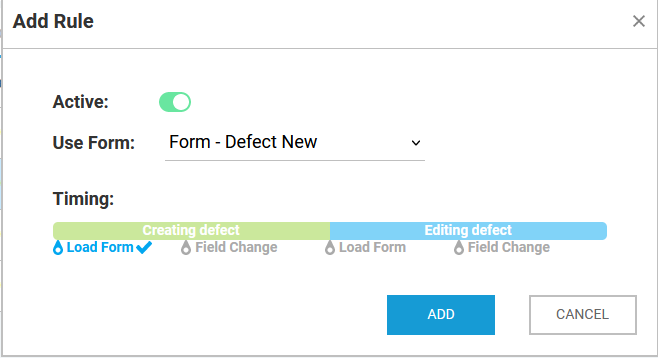 Add Rule
Active:
Use Form: Form - Defect New
Timing:
Creating defect Editing defect
Load Form Field Change Load Form Field Change
ADD CANCEL